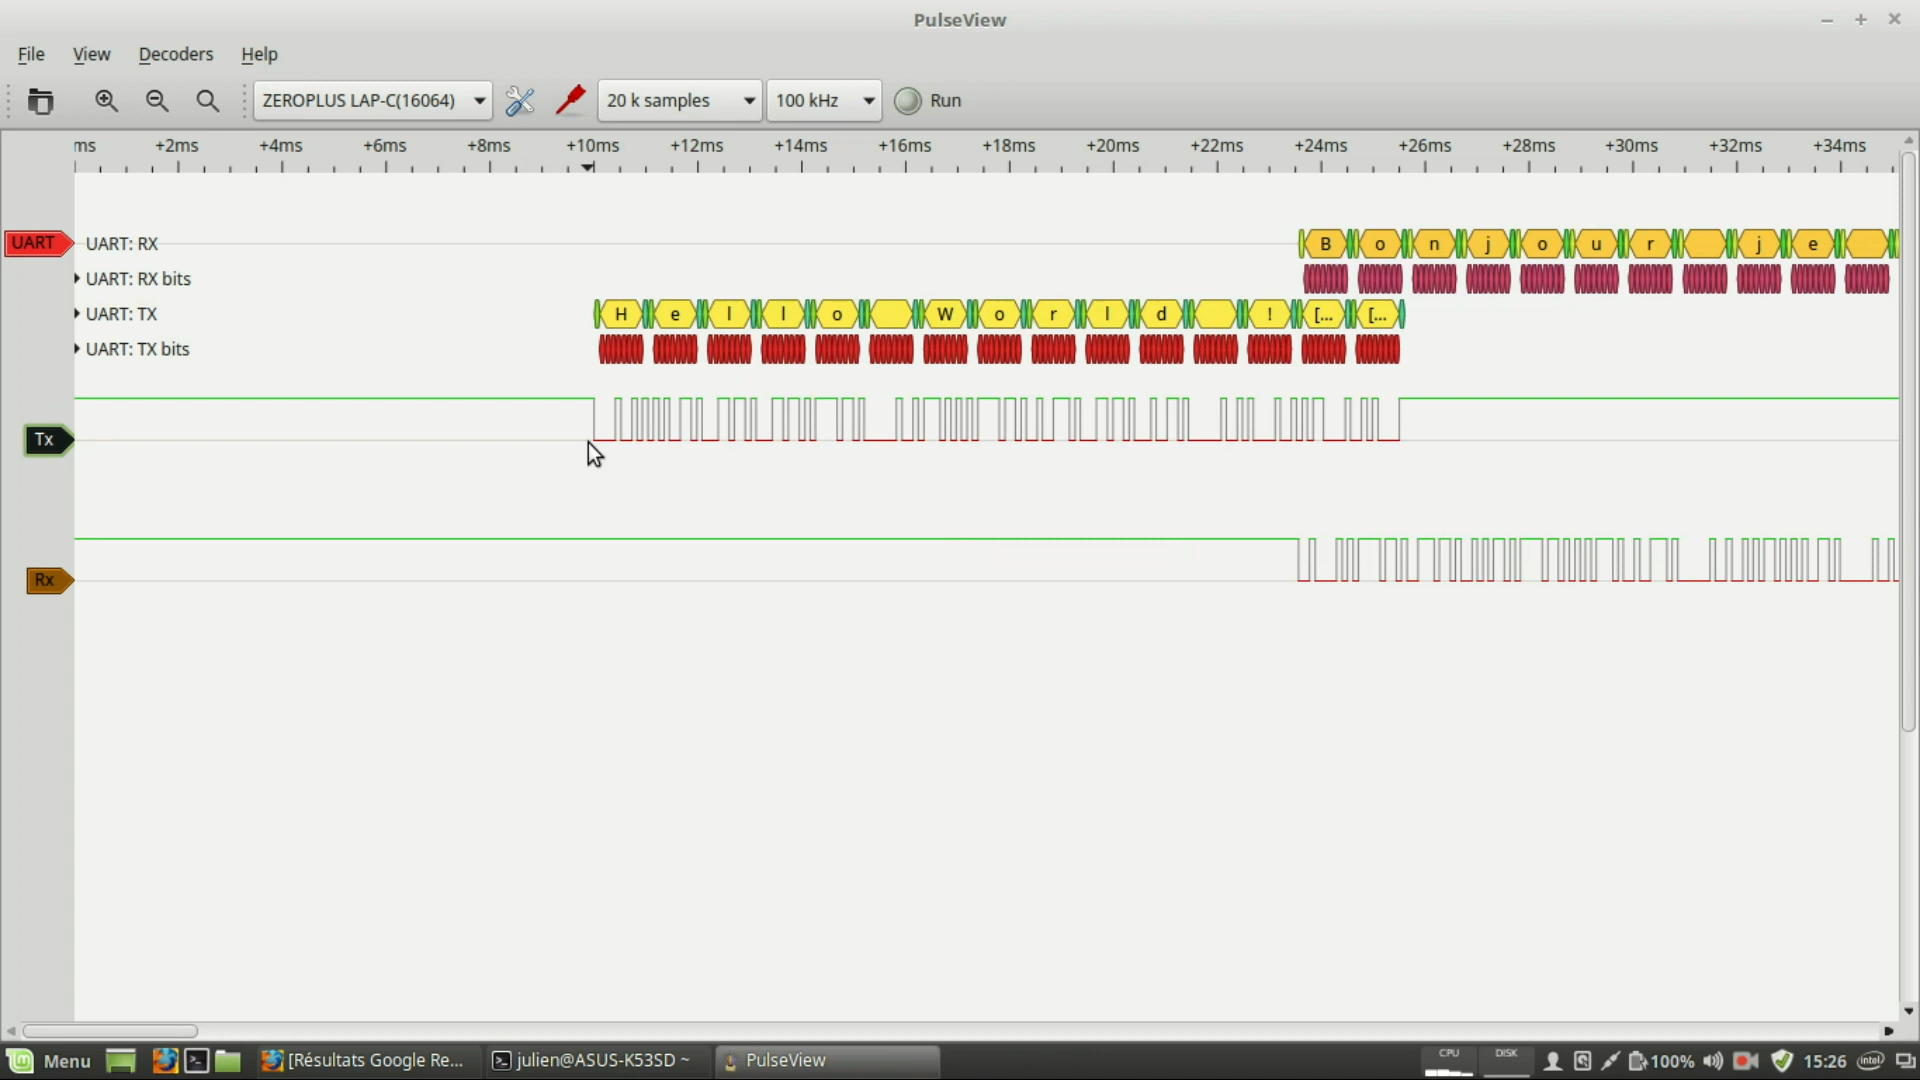 PulseView
File View Decoders Help
ZEROPLUS LAP-C(16064) 20 k samples 100 kHz Run
ms +2ms +4ms +6ms +8ms +10ms +12ms +14ms +16ms +18ms +20ms +22ms +24ms +26ms +28ms +30ms +32ms +34ms
UART UART: RX B o n j o u r j e
UART: RX bits
UART: TX H e l l o W o r l d ! [... [...
UART: TX bits
Tx
Rx
Menu [Résultats Google Re... julien@ASUS-K53SD ~ PulseView CPU DISK 100% 15:26 intel